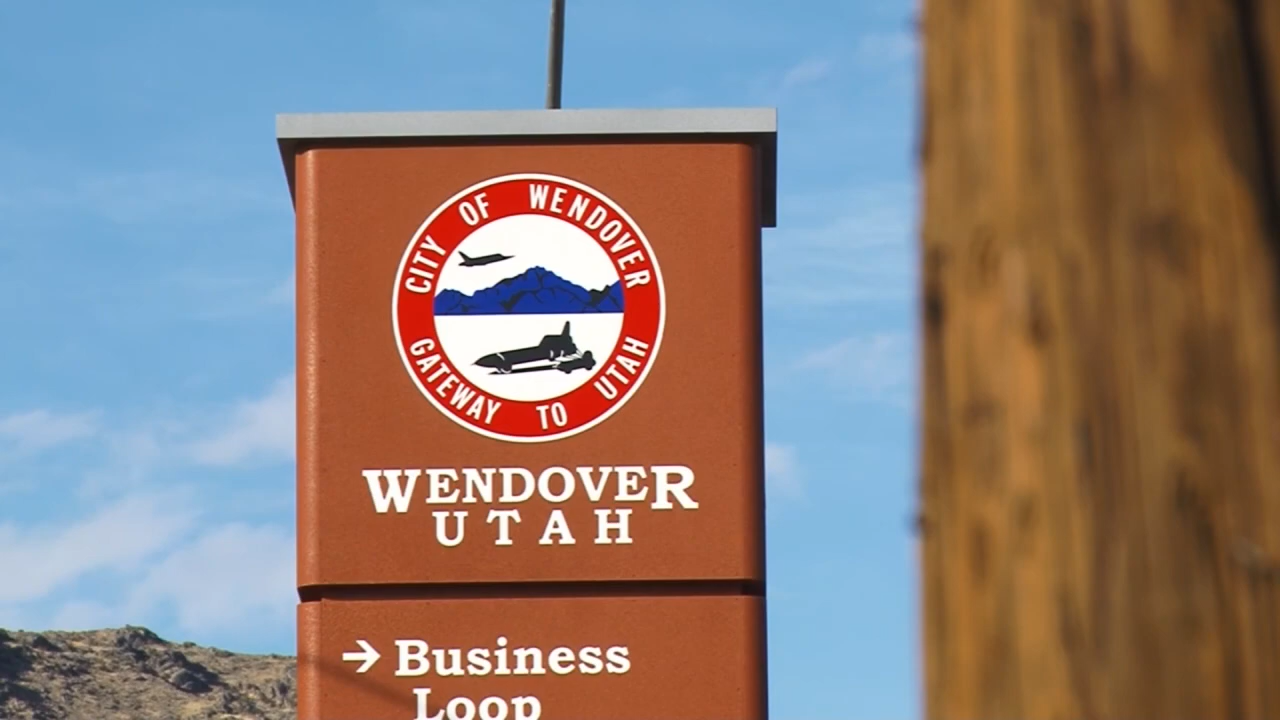 CITY OF WENDOVER
GATEWAY TO UTAH
WENDOVER
UTAH
→ Business
Loop